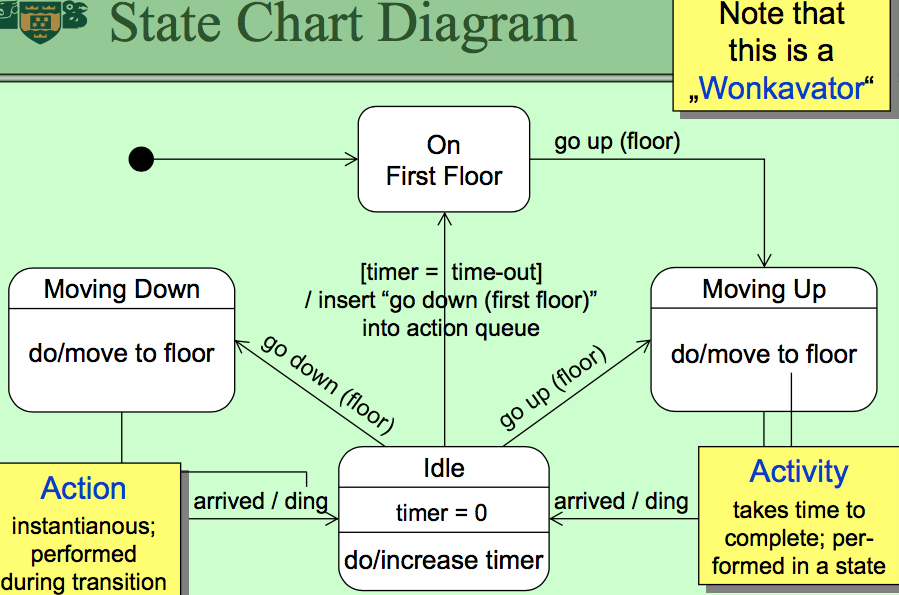 State Chart Diagram
Note that
this is a
„Wonkavator“
On
First Floor
go up (floor)
[timer = time-out]
/ insert “go down (first floor)”
into action queue
Moving Down
do/move to floor
Moving Up
do/move to floor
go down (floor)
go up (floor)
Idle
timer = 0
do/increase timer
arrived / ding
arrived / ding
Action
instantianous;
performed
during transition
Activity
takes time to
complete; per-
formed in a state